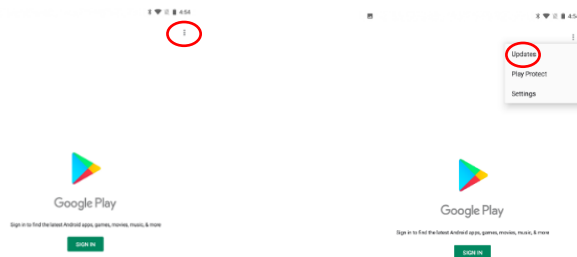 4:54
Google Play
Sign in to find the latest Android apps, games, movies, music, & more
SIGN IN
4:54
Updates
Play Protect
Settings
Google Play
Sign in to find the latest Android apps, games, movies, music, & more
SIGN IN